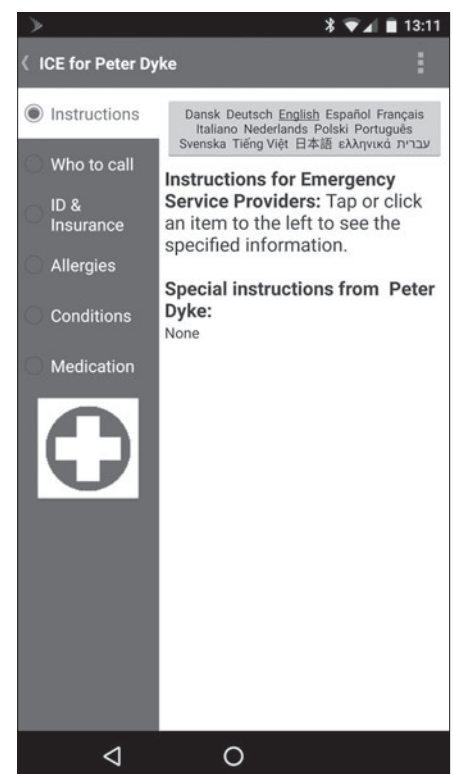 13:11
ICE for Peter Dyke
Instructions
Who to call
ID &
Insurance
Allergies
Conditions
Medication
Dansk Deutsch English Español Français
Italiano Nederlands Polski Português
Svenska Tiếng Việt 日本語 ελληνικά עברית
Instructions for Emergency
Service Providers: Tap or click
an item to the left to see the
specified information.
Special instructions from Peter
Dyke:
None